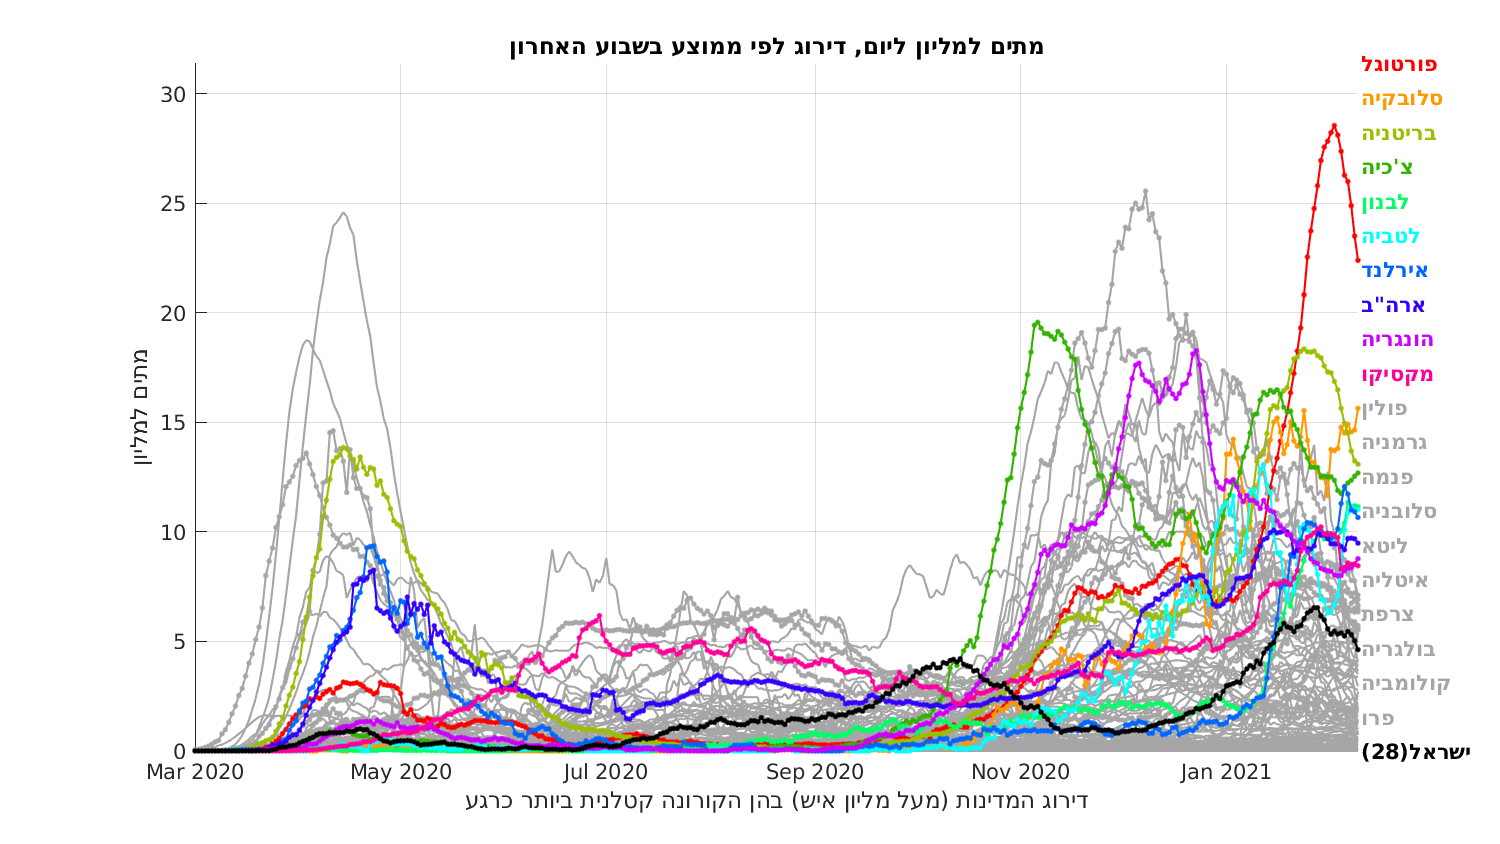 מתים למליון ליום, דירוג לפי ממוצע בשבוע האחרון
מתים למליון
30
25
20
15
10
5
0
Mar 2020
May 2020
Jul 2020
Sep 2020
Nov 2020
Jan 2021
דירוג המדינות (מעל מליון איש) בהן הקורונה קטלנית ביותר כרגע
פורטוגל
סלובקיה
בריטניה
צ'כיה
לבנון
לטביה
אירלנד
ארה"ב
הונגריה
מקסיקו
פולין
גרמניה
פנמה
סלובניה
ליטא
איטליה
צרפת
בולגריה
קולומביה
פרו
ישראל(28)